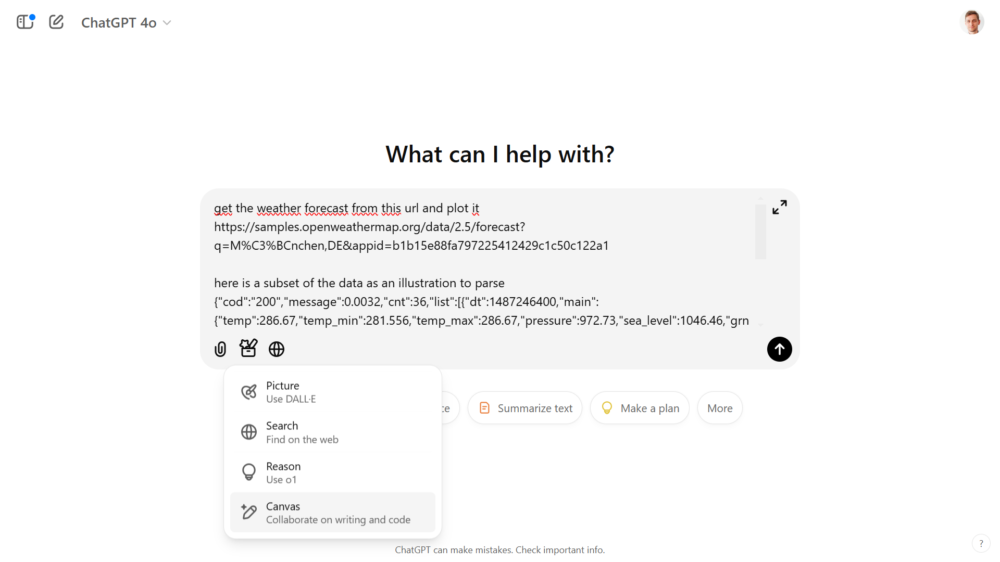 ChatGPT 4o
What can I help with?
get the weather forecast from this url and plot it
https://samples.openweathermap.org/data/2.5/forecast?
q=M%C3%BCnchen,DE&appid=b1b15e88fa797225412429c1c50c122a1
here is a subset of the data as an illustration to parse
{"cod":"200","message":0.0032,"cnt":36,"list":[{"dt":1487246400,"main":
{"temp":286.67,"temp_min":281.556,"temp_max":286.67,"pressure":972.73,"sea_level":1046.46,"grn
Picture
Use DALL·E
Search
Find on the web
Reason
Use o1
Canvas
Collaborate on writing and code
ce
Summarize text
Make a plan
More
ChatGPT can make mistakes. Check important info.
?